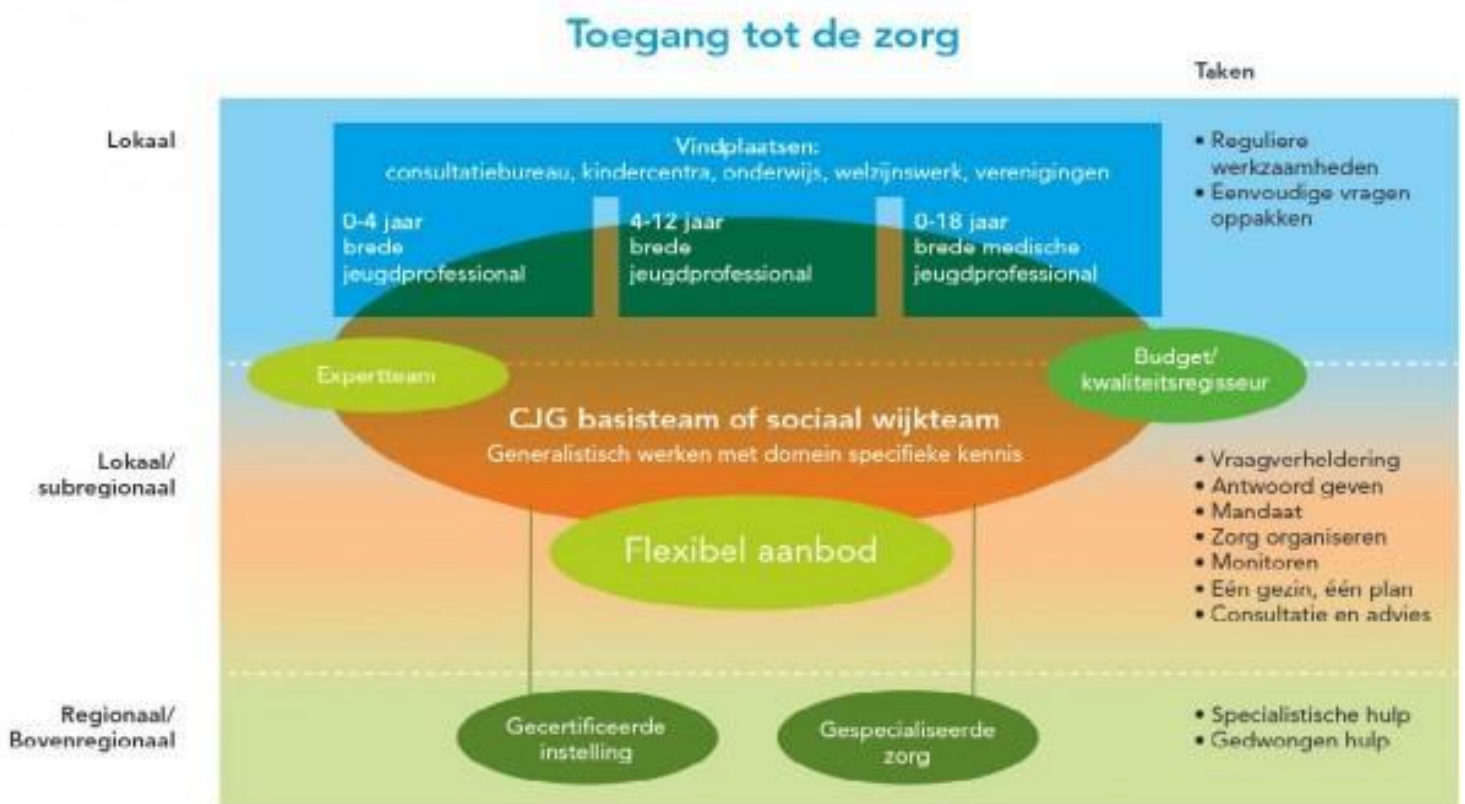 Toegang tot de zorg
Taken
Lokaal
Vindplaatsen:
consultatiebureau, kindercentra, onderwijs, welzijnswerk, verenigingen
0-4 jaar
brede
jeugdprofessional
4-12 jaar
brede
jeugdprofessional
0-18 jaar
brede medische
jeugdprofessional
• Reguliere
werkzaamheden
• Eenvoudige vragen
oppakken
Expertteam
Budget/
kwaliteitsregisseur
CJG basisteam of sociaal wijkteam
Generalistisch werken met domein specifieke kennis
Lokaal/
subregionaal
Flexibel aanbod
• Vraagverheldering
• Antwoord geven
• Mandaat
• Zorg organiseren
• Monitoren
• Eén gezin, één plan
• Consultatie en advies
Regionaal/
Bovenregionaal
Gecertificeerde
instelling
Gespecialiseerde
zorg
• Specialistische hulp
• Gedwongen hulp